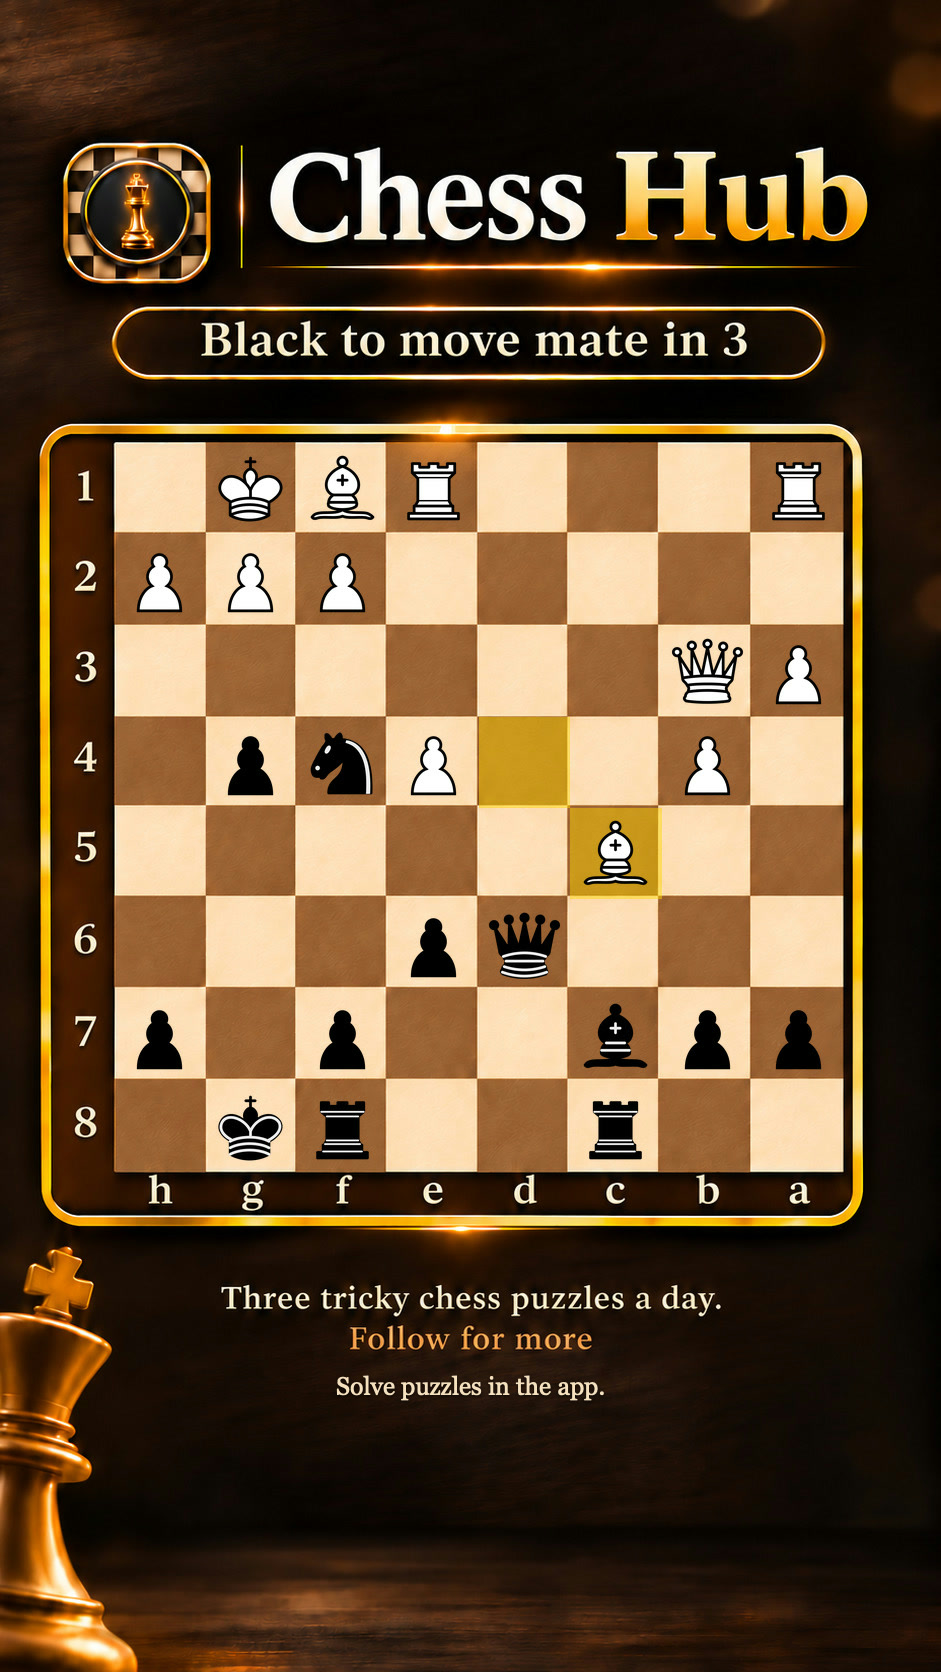 Chess Hub
Black to move mate in 3
1
2
3
4
5
6
7
8
h g f e d c b a
Three tricky chess puzzles a day.
Follow for more
Solve puzzles in the app.